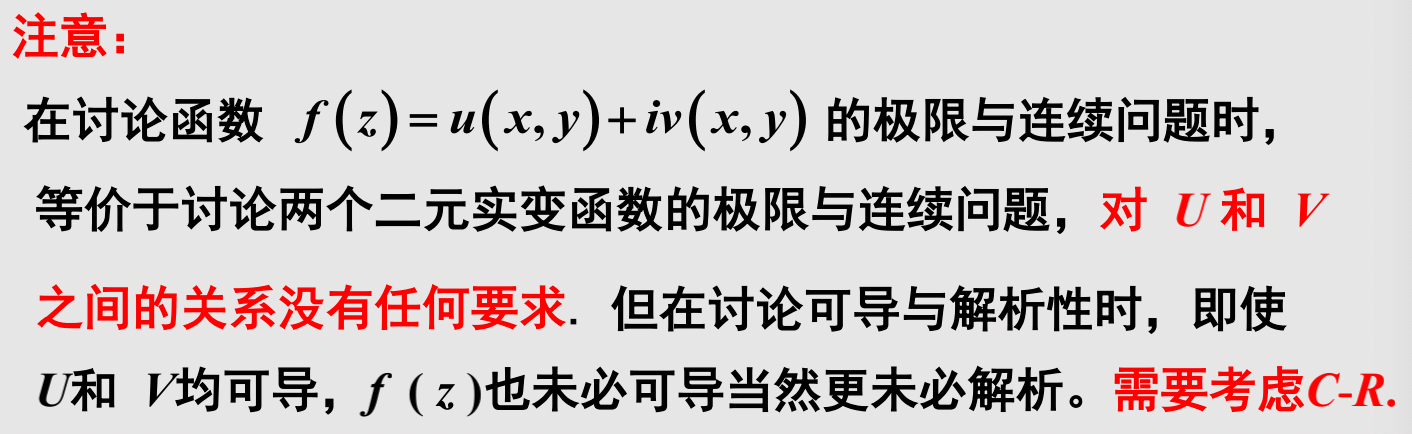 注意：
在讨论函数 f(z)=u(x,y)+iv(x,y) 的极限与连续问题时，
等价于讨论两个二元实变函数的极限与连续问题，对 U 和 V
之间的关系没有任何要求. 但在讨论可导与解析性时，即使
U和 V均可导，f ( z )也未必可导当然更未必解析。需要考虑C-R.